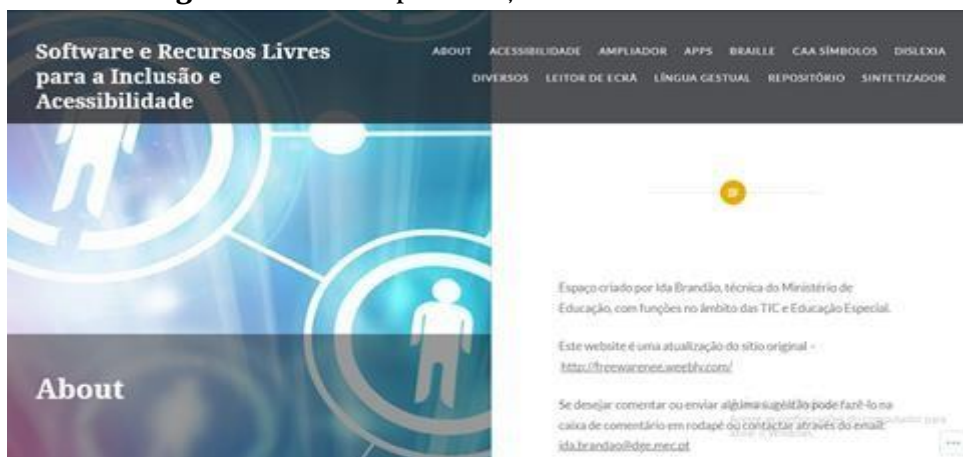 Software e Recursos Livres
para a Inclusão e
Acessibilidade
ABOUT ACESSIBILIDADE AMPLIADOR APPS BRAILLE CAA SÍMBOLOS DISLEXIA
DIVERSOS LEITOR DE ECRÃ LÍNGUA GESTUAL REPOSITÓRIO SINTETIZADOR
About
Espaço criado por Ida Brandão, técnica do Ministério de
Educação, com funções no âmbito das TIC e Educação Especial.
Este website é uma atualização do sítio original –
http://freewarenee.weebly.com/
Se desejar comentar ou enviar alguma sugestão pode fazê-lo na
caixa de comentário em rodapé ou contactar através do email:
ida.brandao@dge.mec.pt